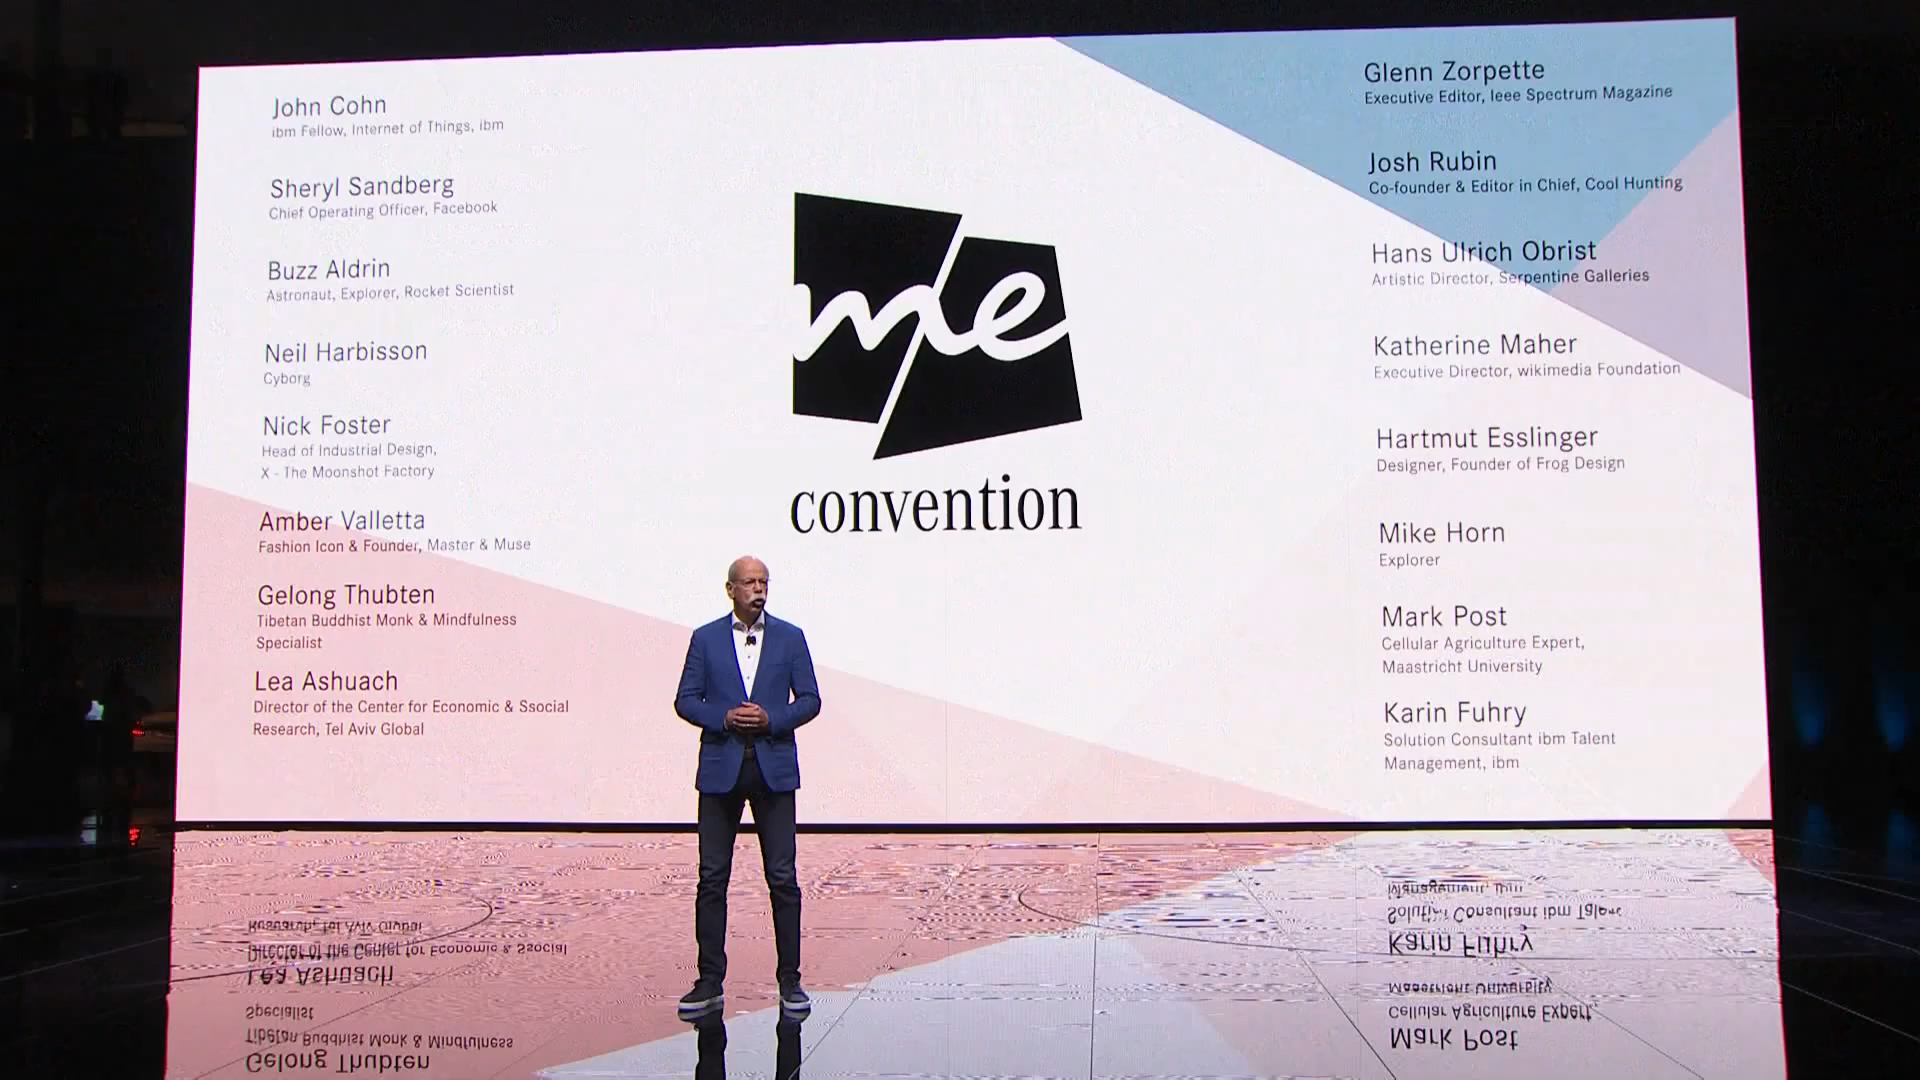 John Cohn
ibm Fellow, Internet of Things, ibm
Sheryl Sandberg
Chief Operating Officer, Facebook
Buzz Aldrin
Astronaut, Explorer, Rocket Scientist
Neil Harbisson
Cyborg
Nick Foster
Head of Industrial Design,
X - The Moonshot Factory
Amber Valletta
Fashion Icon & Founder, Master & Muse
Gelong Thubten
Tibetan Buddhist Monk & Mindfulness
Specialist
Lea Ashuach
Director of the Center for Economic & Ssocial
Research, Tel Aviv Global
me
convention
Glenn Zorpette
Executive Editor, Ieee Spectrum Magazine
Josh Rubin
Co-founder & Editor in Chief, Cool Hunting
Hans Ulrich Obrist
Artistic Director, Serpentine Galleries
Katherine Maher
Executive Director, wikimedia Foundation
Hartmut Esslinger
Designer, Founder of Frog Design
Mike Horn
Explorer
Mark Post
Cellular Agriculture Expert,
Maastricht University
Karin Fuhry
Solution Consultant ibm Talent
Management, ibm